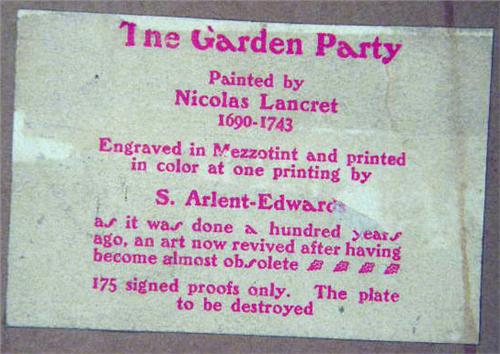 The Garden Party
Painted by
Nicolas Lancret
1690-1743
Engraved in Mezzotint and printed
in color at one printing by
S. Arlent-Edwards
as it was done a hundred years
ago, an art now revived after having
become almost obsolete
175 signed proofs only. The plate
to be destroyed